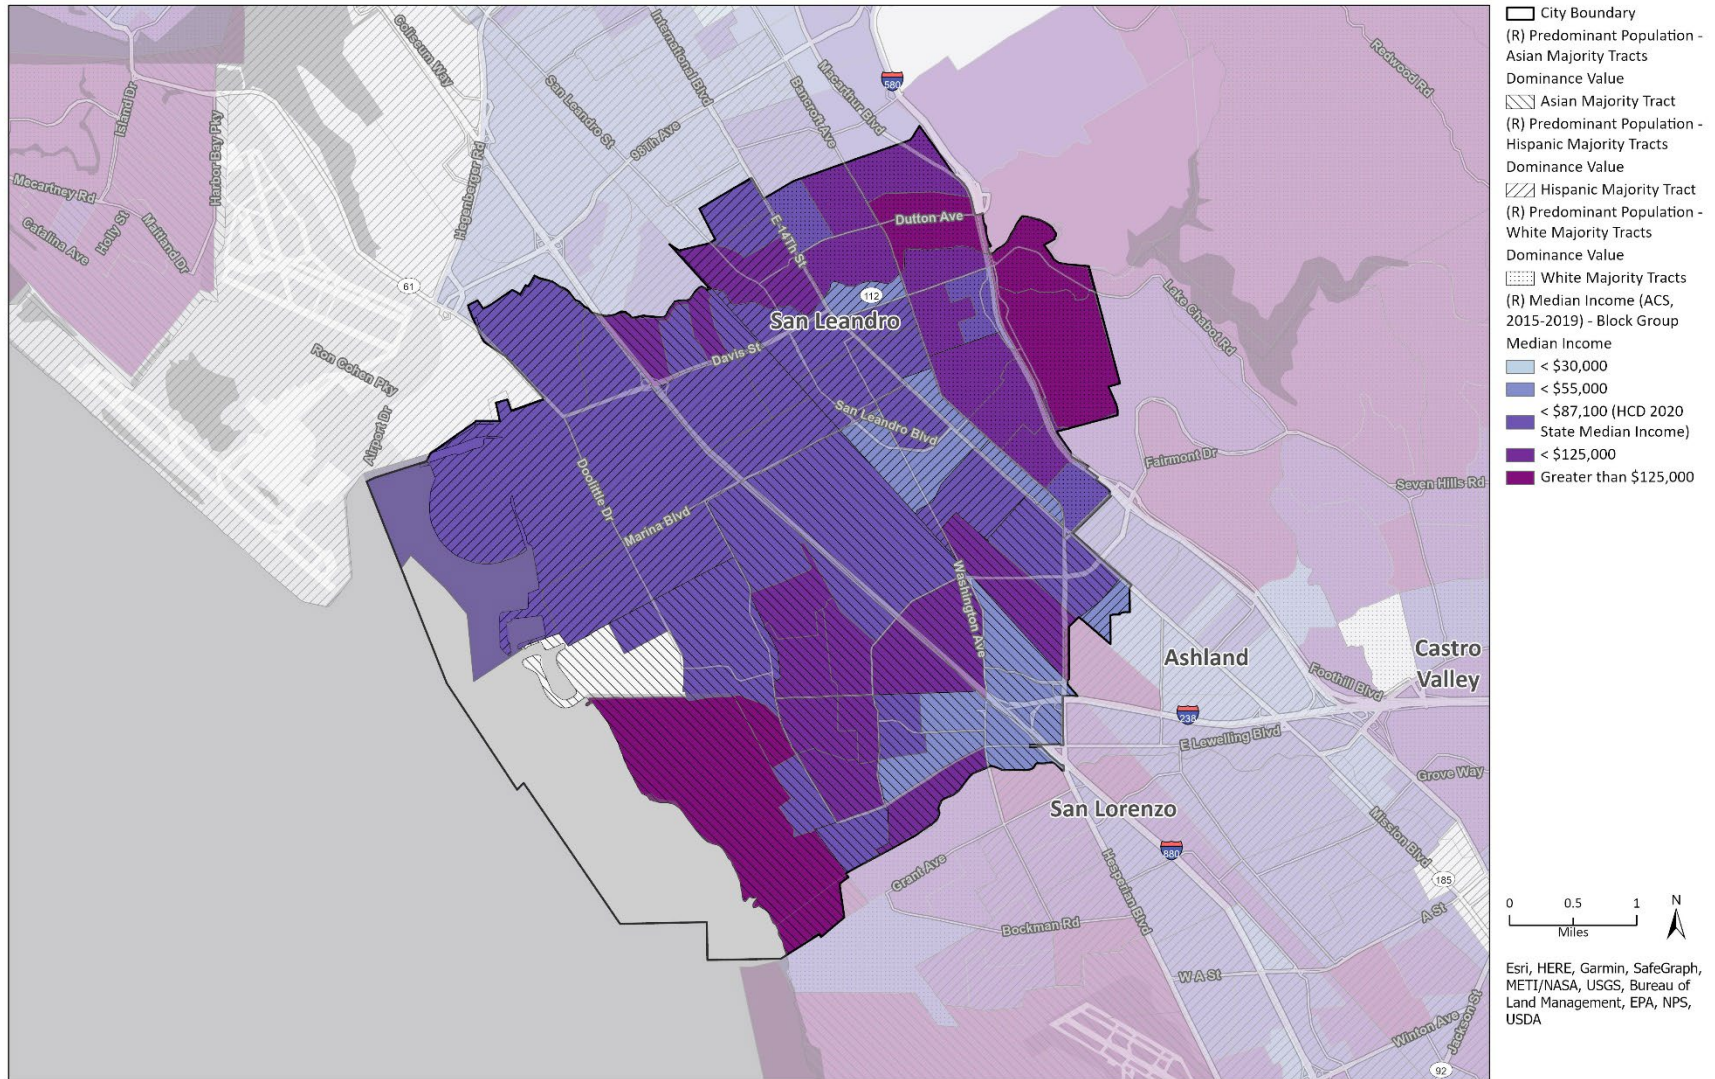 City Boundary
(R) Predominant Population -
Asian Majority Tracts
Dominance Value
Asian Majority Tract
(R) Predominant Population -
Hispanic Majority Tracts
Dominance Value
Hispanic Majority Tract
(R) Predominant Population -
White Majority Tracts
Dominance Value
White Majority Tracts
(R) Median Income (ACS,
2015-2019) - Block Group
Median Income
< $30,000
< $55,000
< $87,100 (HCD 2020
State Median Income)
< $125,000
Greater than $125,000
0 0.5 1
Miles
N
Esri, HERE, Garmin, SafeGraph,
METI/NASA, USGS, Bureau of
Land Management, EPA, NPS,
USDA
Coliseum Way
International Blvd
San Leandro St
Bancroft Ave
Macarthur Blvd
580
Redwood Rd
Island Dr
Harbor Bay Pky
98Th Ave
Hegenberger Rd
Mecartney Rd
Holly St
Catalina Ave
Maitland Dr
61
Dutton Ave
E 14Th St
112
San Leandro
Lake Chabot Rd
Davis St
Ron Cohen Pky
Airport Dr
San Leandro Blvd
Fairmont Dr
Seven Hills Rd
Doolittle Dr
Marina Blvd
Washington Ave
Ashland
Castro
Valley
Foothill Blvd
238
E Lewelling Blvd
Grove Way
San Lorenzo
Mission Blvd
880
Grant Ave
Hesperian Blvd
185
A St
Bockman Rd
W A St
Winton Ave
Jackson St
92